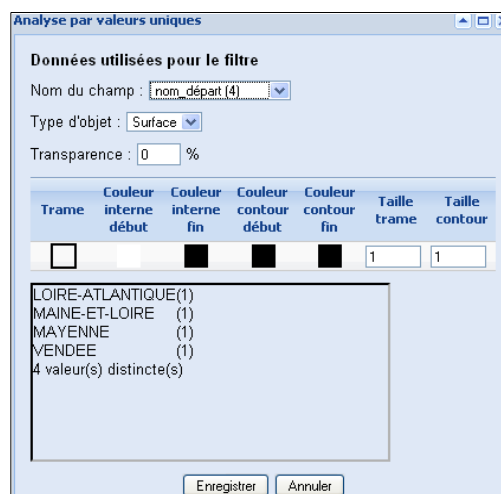 Analyse par valeurs uniques
Données utilisées pour le filtre
Nom du champ : nom_départ (4)
Type d'objet : Surface
Transparence : 0 %
Trame Couleur interne début Couleur interne fin Couleur contour début Couleur contour fin Taille trame Taille contour
1 1
LOIRE-ATLANTIQUE(1)
MAINE-ET-LOIRE (1)
MAYENNE (1)
VENDEE (1)
4 valeur(s) distincte(s)
Enregistrer Annuler